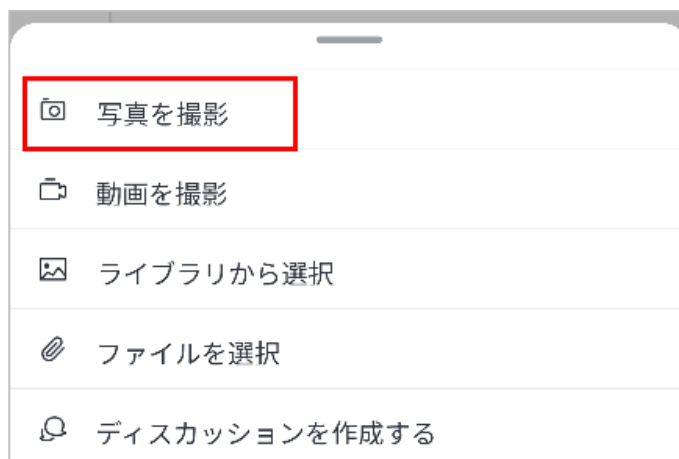 写真を撮影
動画を撮影
ライブラリから選択
ファイルを選択
ディスカッションを作成する